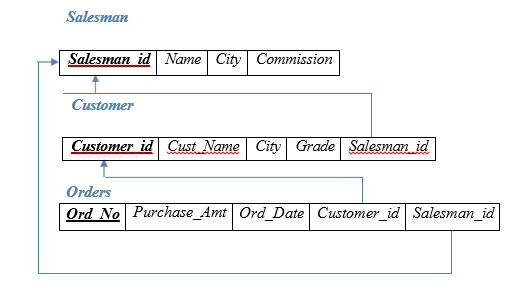 Salesman
Salesman_id Name City Commission
Customer
Customer_id Cust_Name City Grade Salesman_id
Orders
Ord_No Purchase_Amt Ord_Date Customer_id Salesman_id